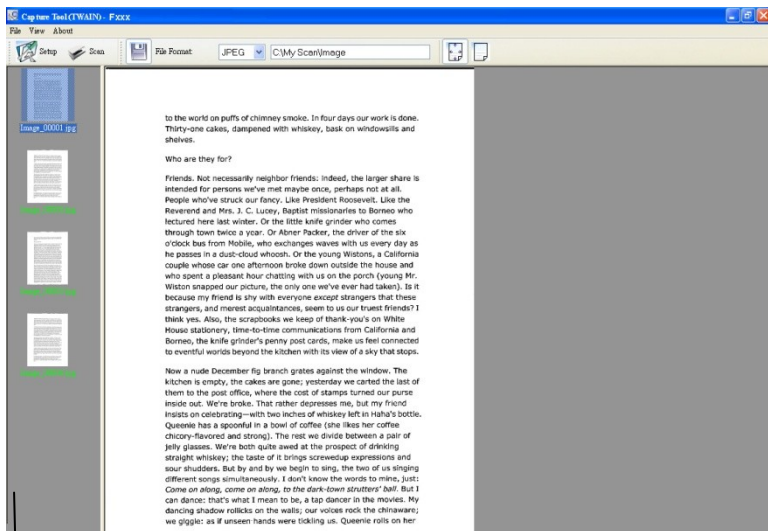 Capture Tool (TWAIN) - Fxxx
File View About
Setup Scan File Format: JPEG C:\My Scan\Image
Image_00001.jpg
to the world on puffs of chimney smoke. In four days our work is done.
Thirty-one cakes, dampened with whiskey, bask on windowsills and
shelves.
Who are they for?
Friends. Not necessarily neighbor friends: indeed, the larger share is
intended for persons we've met maybe once, perhaps not at all.
People who've struck our fancy. Like President Roosevelt. Like the
Reverend and Mrs. J. C. Lucey, Baptist missionaries to Borneo who
lectured here last winter. Or the little knife grinder who comes
through town twice a year. Or Abner Packer, the driver of the six
o'clock bus from Mobile, who exchanges waves with us every day as
he passes in a dust-cloud whoosh. Or the young Wistons, a California
couple whose car one afternoon broke down outside the house and
who spent a pleasant hour chatting with us on the porch (young Mr.
Wiston snapped our picture, the only one we've ever had taken). Is it
because my friend is shy with everyone except strangers that these
strangers, and merest acquaintances, seem to us our truest friends? I
think yes. Also, the scrapbooks we keep of thank-you's on White
House stationery, time-to-time communications from California and
Borneo, the knife grinder's penny post cards, make us feel connected
to eventful worlds beyond the kitchen with its view of a sky that stops.
Now a nude December fig branch grates against the window. The
kitchen is empty, the cakes are gone; yesterday we carted the last of
them to the post office, where the cost of stamps turned our purse
inside out. We're broke. That rather depresses me, but my friend
insists on celebrating—with two inches of whiskey left in Haha's bottle.
Queenie has a spoonful in a bowl of coffee (she likes her coffee
chicory-flavored and strong). The rest we divide between a pair of
jelly glasses. We're both quite awed at the prospect of drinking
straight whiskey; the taste of it brings screwedup expressions and
sour shudders. But by and by we begin to sing, the two of us singing
different songs simultaneously. I don't know the words to mine, just:
Come on along, come on along, to the dark-town strutters' ball. But I
can dance: that's what I mean to be, a tap dancer in the movies. My
dancing shadow rollicks on the walls; our voices rock the chinaware;
we giggle: as if unseen hands were tickling us. Queenie rolls on her